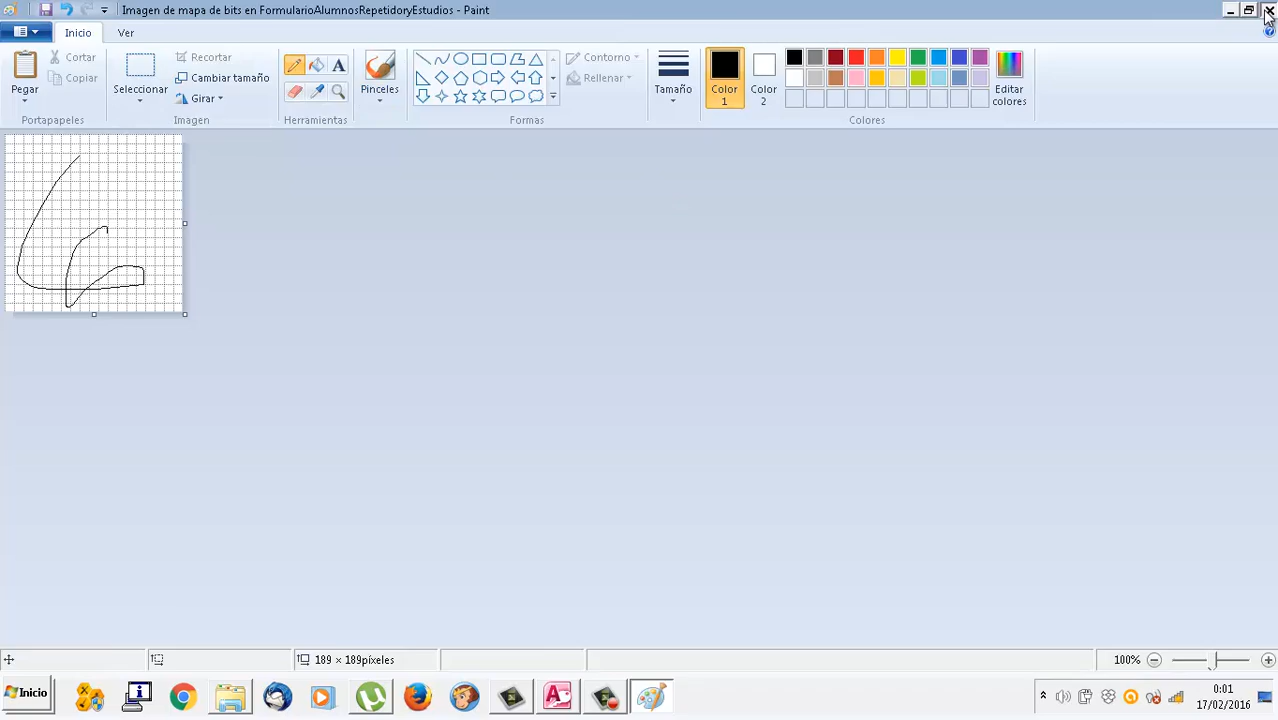 Imagen de mapa de bits en FormularioAlumnosRepetidoryEstudios - Paint
Inicio Ver
Pegar
Cortar
Copi
Portapapeles
Seleccionar
Recortar
Cambiar tamaño
Girar
Imagen
A
Herramientas
Pinceles
Contorno
Rellenar
Formas
Tamaño
Color 1
Color 2
Editar colores
Colores
189 × 189píxeles
100%
Inicio
0:01
17/02/2016